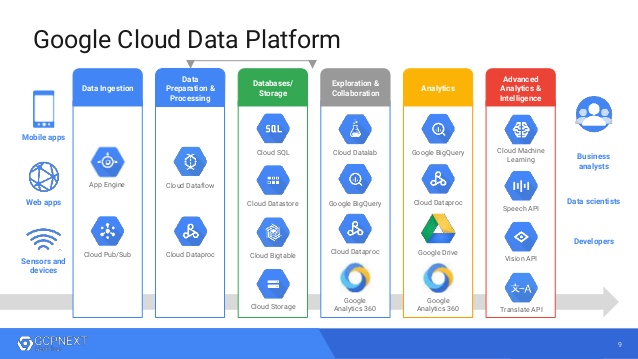 Google Cloud Data Platform
Mobile apps
Web apps
Sensors and
devices
Data Ingestion
App Engine
Cloud Pub/Sub
Data
Preparation &
Processing
Cloud Dataflow
Cloud Dataproc
Databases/
Storage
SQL
Cloud SQL
Cloud Datastore
Cloud Bigtable
Cloud Storage
Exploration &
Collaboration
Cloud Datalab
Google BigQuery
Cloud Dataproc
Google
Analytics 360
Analytics
Google BigQuery
Cloud Dataproc
Google Drive
Google
Analytics 360
Advanced
Analytics &
Intelligence
Cloud Machine
Learning
Speech API
Vision API
Translate API
Business
analysts
Data scientists
Developers
GCPNEXT
9